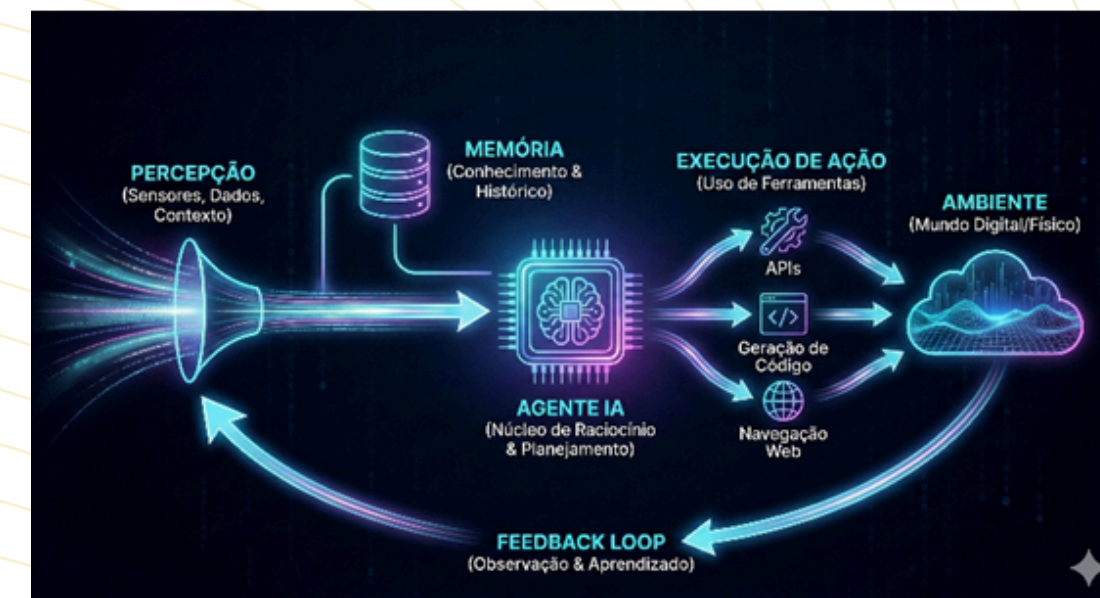 PERCEPÇÃO
(Sensores, Dados,
Contexto)
MEMÓRIA
(Conhecimento &
Histórico)
AGENTE IA
(Núcleo de Raciocínio
& Planejamento)
EXECUÇÃO DE AÇÃO
(Uso de Ferramentas)
APIs
</>
Geração de
Código
Navegação
Web
AMBIENTE
(Mundo Digital/Físico)
FEEDBACK LOOP
(Observação & Aprendizado)